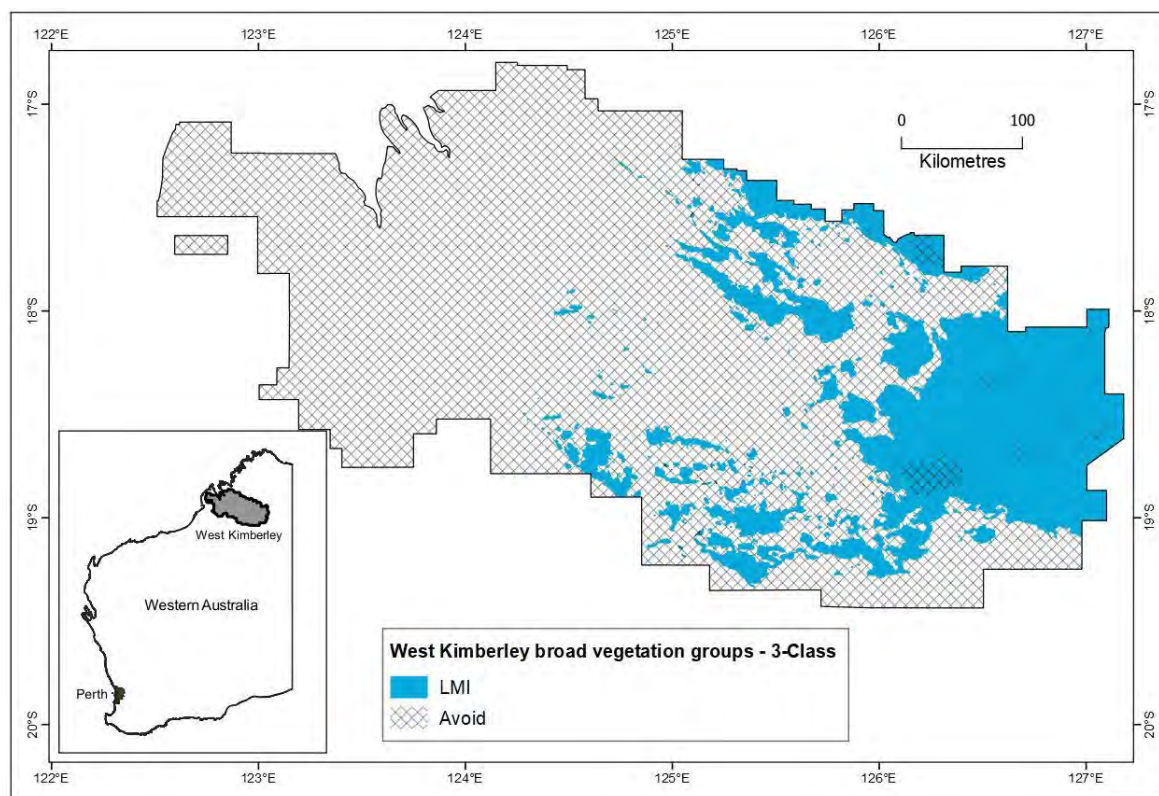 122°E 123°E 124°E 125°E 126°E 127°E
17°S 17°S
0 100
Kilometres
18°S 18°S
19°S 19°S
West Kimberley
Western Australia
Perth
West Kimberley broad vegetation groups - 3-Class
LMI
Avoid
20°S 20°S
122°E 123°E 124°E 125°E 126°E 127°E